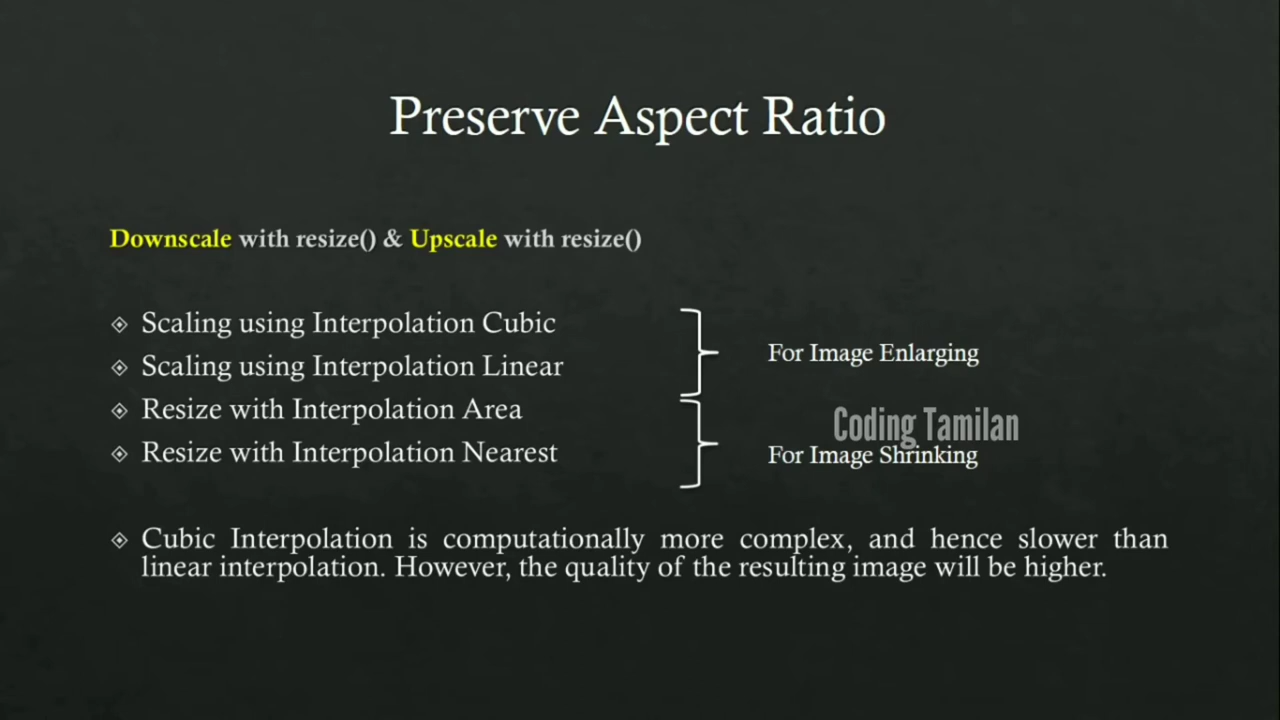 Preserve Aspect Ratio
Downscale with resize() & Upscale with resize()
Scaling using Interpolation Cubic
Scaling using Interpolation Linear
For Image Enlarging
Resize with Interpolation Area
Resize with Interpolation Nearest
Coding Tamilan
For Image Shrinking
Cubic Interpolation is computationally more complex, and hence slower than
linear interpolation. However, the quality of the resulting image will be higher.